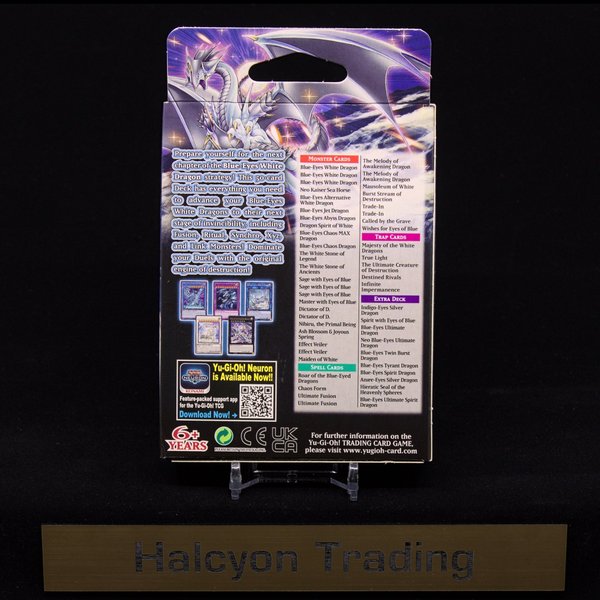 Prepare yourself for the next
chapter of the Blue-Eyes White
Dragon strategy! This 50-card
Deck has everything you need
to advance your Blue-Eyes
White Dragons to their next
stage of invincibility, including
Fusion, Ritual, Synchro, Xyz,
and Link Monsters! Dominate
your Duels with the original
engine of destruction!
Yu-Gi-Oh! Neuron
is Available Now!!
KONAMI
Feature-packed support app
for the Yu-Gi-Oh! TCG
Download Now! ►
6+
YEARS
CE
UK
CA
Monster Cards
Blue-Eyes White Dragon
Blue-Eyes White Dragon
Blue-Eyes White Dragon
Neo Kaiser Sea Horse
Blue-Eyes Alternative
White Dragon
Blue-Eyes Jet Dragon
Blue-Eyes Abyss Dragon
Dragon Spirit of White
Blue-Eyes Chaos MAX
Dragon
Blue-Eyes Chaos Dragon
The White Stone of
Legend
The White Stone of
Ancients
Sage with Eyes of Blue
Sage with Eyes of Blue
Sage with Eyes of Blue
Master with Eyes of Blue
Dictator of D.
Dictator of D.
Nibiru, the Primal Being
Ash Blossom & Joyous
Spring
Effect Veiler
Effect Veiler
Maiden of White
Spell Cards
Roar of the Blue-Eyed
Dragons
Chaos Form
Ultimate Fusion
Ultimate Fusion
The Melody of
Awakening Dragon
The Melody of
Awakening Dragon
Mausoleum of White
Burst Stream of
Destruction
Trade-In
Trade-In
Called by the Grave
Wishes for Eyes of Blue
Trap Cards
Majesty of the White
Dragons
True Light
The Ultimate Creature of
Destruction
Destined Rivals
Infinite
Impermanence
Extra Deck
Indigo-Eyes Silver
Dragon
Spirit with Eyes of Blue
Blue-Eyes Ultimate
Dragon
Neo Blue-Eyes Ultimate
Dragon
Blue-Eyes Twin Burst
Dragon
Blue-Eyes Tyrant Dragon
Blue-Eyes Spirit Dragon
Azure-Eyes Silver Dragon
Hieratic Seal of the
Heavenly Spheres
Blue-Eyes Ultimate Spirit
Dragon
For further information on the
Yu-Gi-Oh! TRADING CARD GAME,
please visit www.yugioh-card.com.
Halcyon Trading